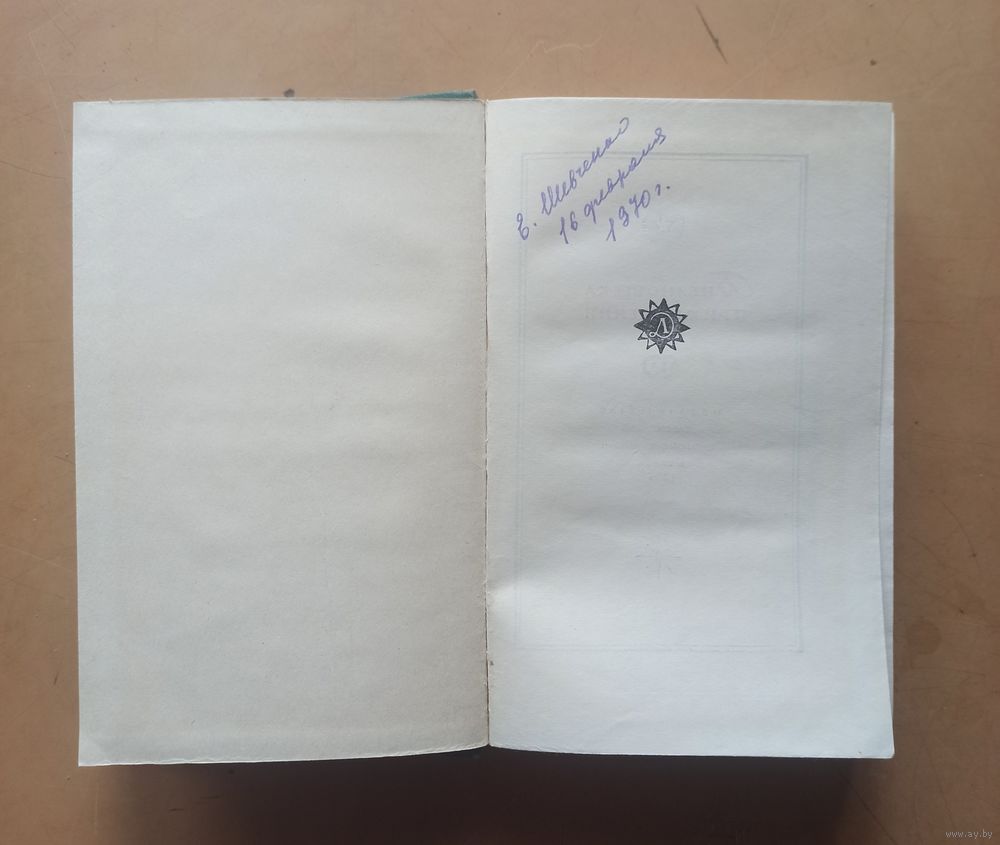 Е. Шевченко
16 февраля
1970 г.
Л
www.ay.by